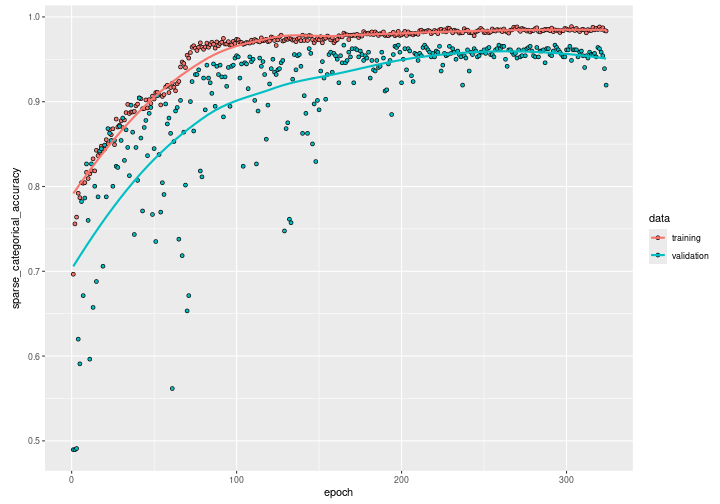 1.0
0.9
0.8
0.7
0.6
0.5
sparse_categorical_accuracy
0
100
200
300
epoch
data
training
validation